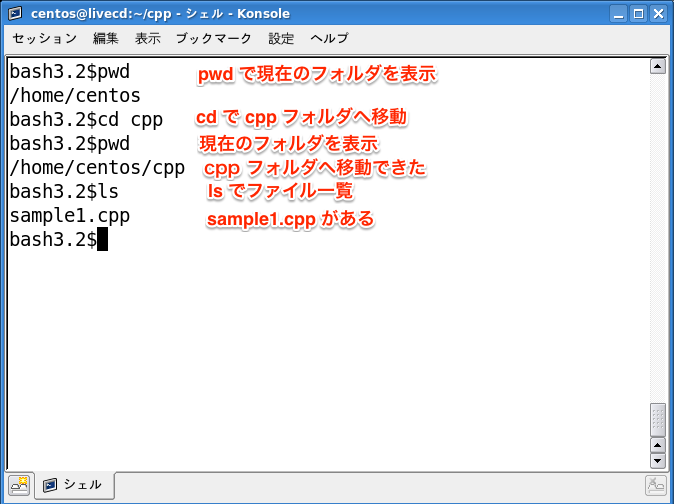 centos@livecd:~/cpp - シェル - Konsole
セッション 編集 表示 ブックマーク 設定 ヘルプ
bash3.2$pwd pwd で現在のフォルダを表示
/home/centos
bash3.2$cd cpp cd で cpp フォルダへ移動
bash3.2$pwd 現在のフォルダを表示
/home/centos/cpp cpp フォルダへ移動できた
bash3.2$ls ls でファイル一覧
sample1.cpp sample1.cpp がある
bash3.2$
シェル